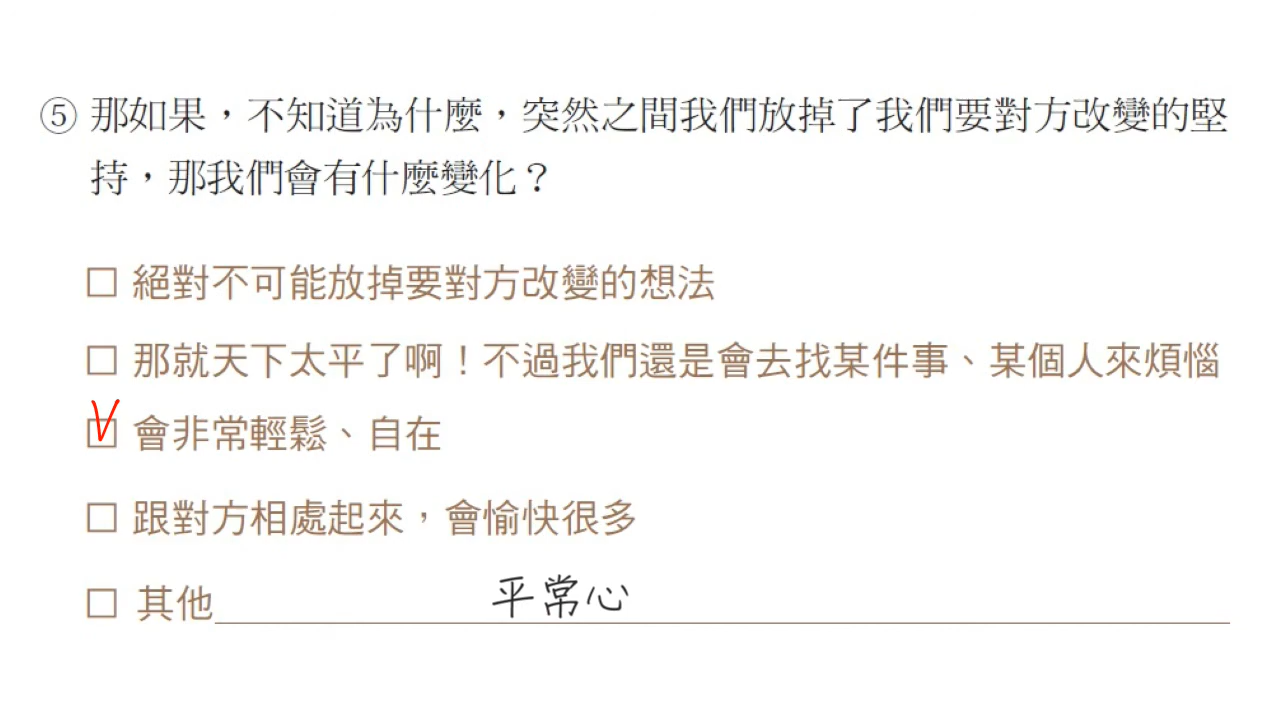 ⑤ 那如果，不知道為什麼，突然之間我們放掉了我們要對方改變的堅
持，那我們會有什麼變化？
□ 絕對不可能放掉要對方改變的想法
□ 那就天下太平了啊！不過我們還是會去找某件事、某個人來煩惱
☑ 會非常輕鬆、自在
□ 跟對方相處起來，會愉快很多
□ 其他 平常心